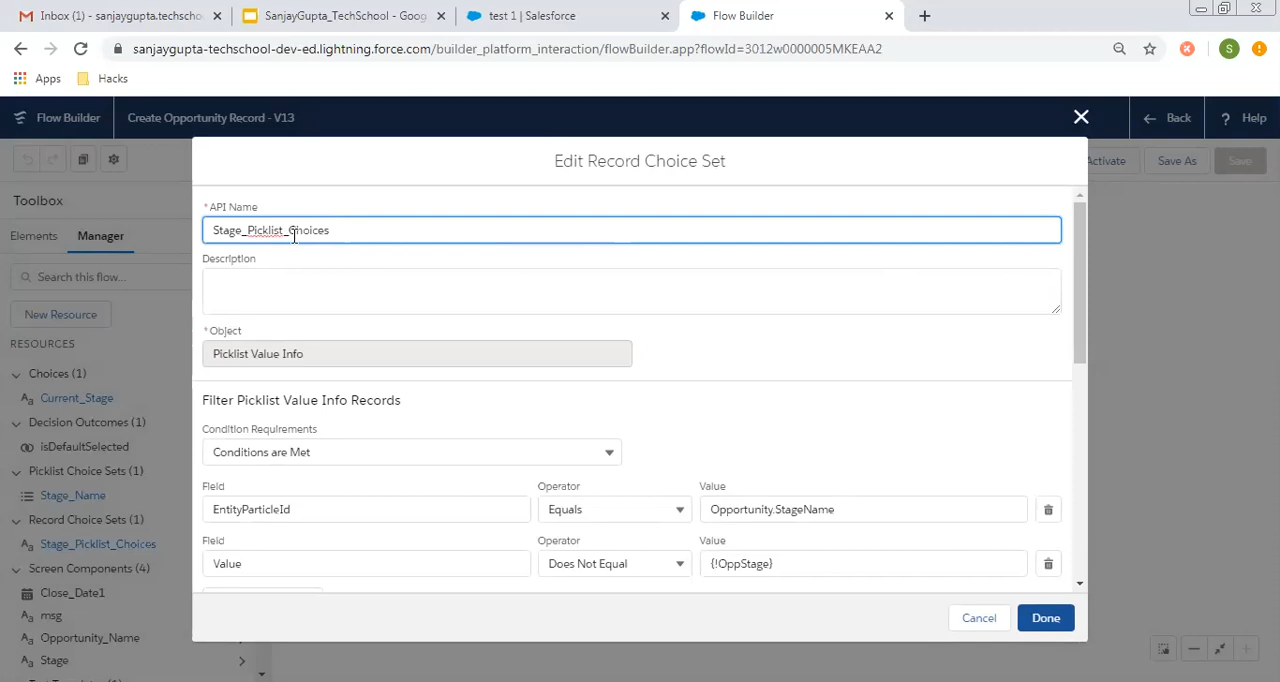 Inbox (1) - sanjaygupta.techschoo
SanjayGupta_TechSchool - Goog
test 1 | Salesforce
Flow Builder
sanjaygupta-techschool-dev-ed.lightning.force.com/builder_platform_interaction/flowBuilder.app?flowId=3012w0000005MKEAA2
S
Apps
Hacks
Flow Builder
Create Opportunity Record - V13
Back
? Help
Edit Record Choice Set
Activate
Save As
Save
Toolbox
Elements
Manager
Search this flow...
New Resource
RESOURCES
Choices (1)
Current_Stage
Decision Outcomes (1)
isDefaultSelected
Picklist Choice Sets (1)
Stage_Name
Record Choice Sets (1)
Stage_Picklist_Choices
Screen Components (4)
Close_Date1
msg
Opportunity_Name
Stage
* API Name
Stage_Picklist_Choices
Description
* Object
Picklist Value Info
Filter Picklist Value Info Records
Condition Requirements
Conditions are Met
Field Operator Value
EntityParticleId Equals Opportunity.StageName
Field Operator Value
Value Does Not Equal {!OppStage}
Cancel
Done